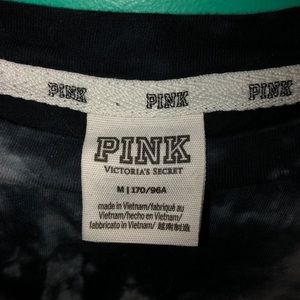 PINK PINK PINK
PINK
VICTORIA'S SECRET
M | 170/96A
made in Vietnam/fabriqué au
Vietnam/hecho en Vietnam/
fabbricato in Vietnam/ 越南制造